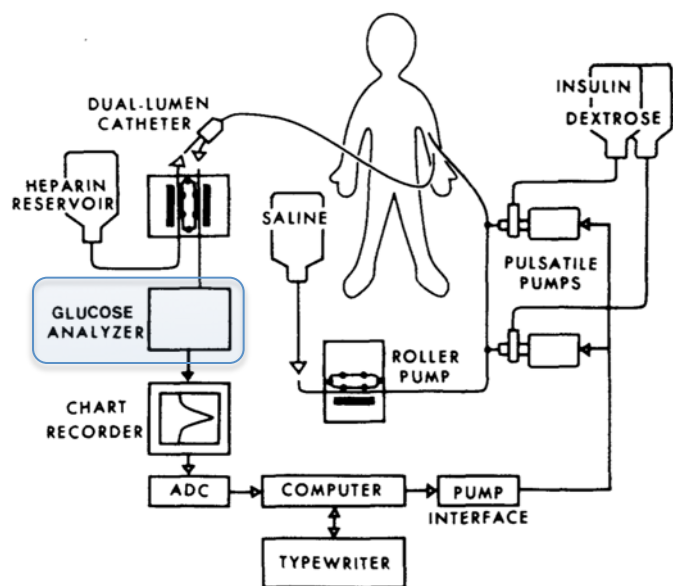 DUAL-LUMEN
CATHETER
INSULIN
DEXTROSE
HEPARIN
RESERVOIR
SALINE
PULSATILE
PUMPS
GLUCOSE
ANALYZER
ROLLER
PUMP
CHART
RECORDER
ADC
COMPUTER
PUMP
INTERFACE
TYPEWRITER